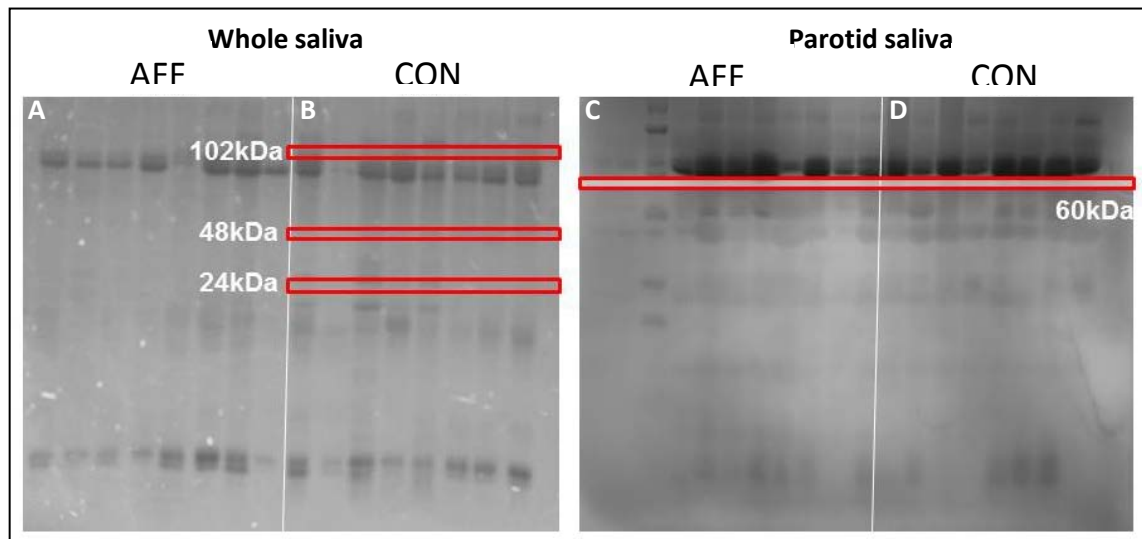 Whole saliva
Parotid saliva
AFF
CON
AFF
CON
A
B
C
D
102kDa
48kDa
24kDa
60kDa